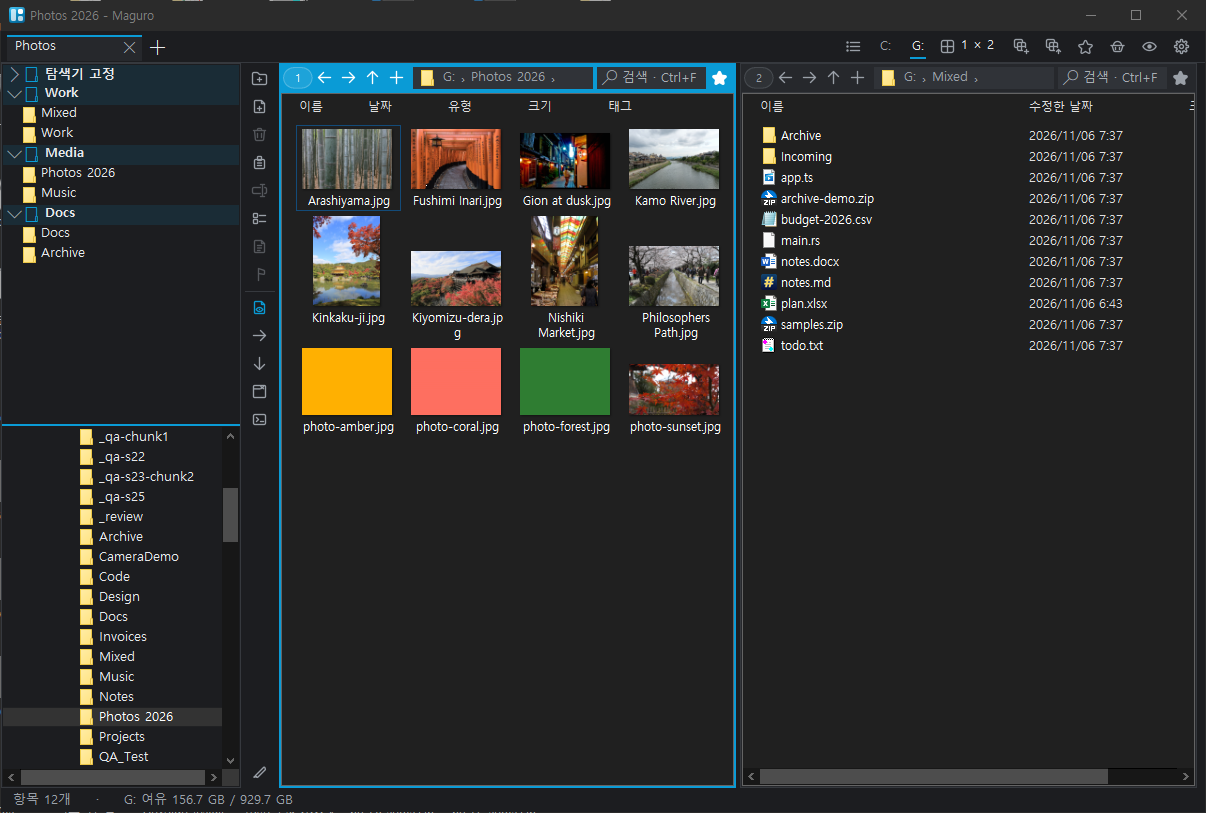 Photos 2026 - Maguro
Photos
C:
G:
1 × 2
탐색기 고정
Work
Mixed
Work
Media
Photos 2026
Music
Docs
Docs
Archive
_qa-chunk1
_qa-s22
_qa-s23-chunk2
_qa-s25
_review
Archive
CameraDemo
Code
Design
Docs
Invoices
Mixed
Music
Notes
Photos 2026
Projects
QA_Test
1
G: › Photos 2026 ›
검색 · Ctrl+F
이름 날짜 유형 크기 태그
Arashiyama.jpg Fushimi Inari.jpg Gion at dusk.jpg Kamo River.jpg
Kinkaku-ji.jpg Kiyomizu-dera.jp Nishiki Philosophers
g Market.jpg Path.jpg
photo-amber.jpg photo-coral.jpg photo-forest.jpg photo-sunset.jpg
2
G: › Mixed ›
검색 · Ctrl+F
이름 수정한 날짜
Archive 2026/11/06 7:37
Incoming 2026/11/06 7:37
app.ts 2026/11/06 7:37
archive-demo.zip 2026/11/06 7:37
budget-2026.csv 2026/11/06 7:37
main.rs 2026/11/06 7:37
notes.docx 2026/11/06 7:37
notes.md 2026/11/06 7:37
plan.xlsx 2026/11/06 6:43
samples.zip 2026/11/06 7:37
todo.txt 2026/11/06 7:37
항목 12개 · G: 여유 156.7 GB / 929.7 GB